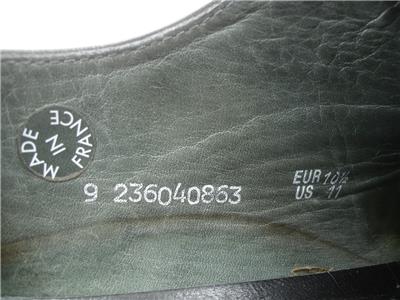 MADE
IN
FRANCE
9 236040863
EUR 10½
US 11